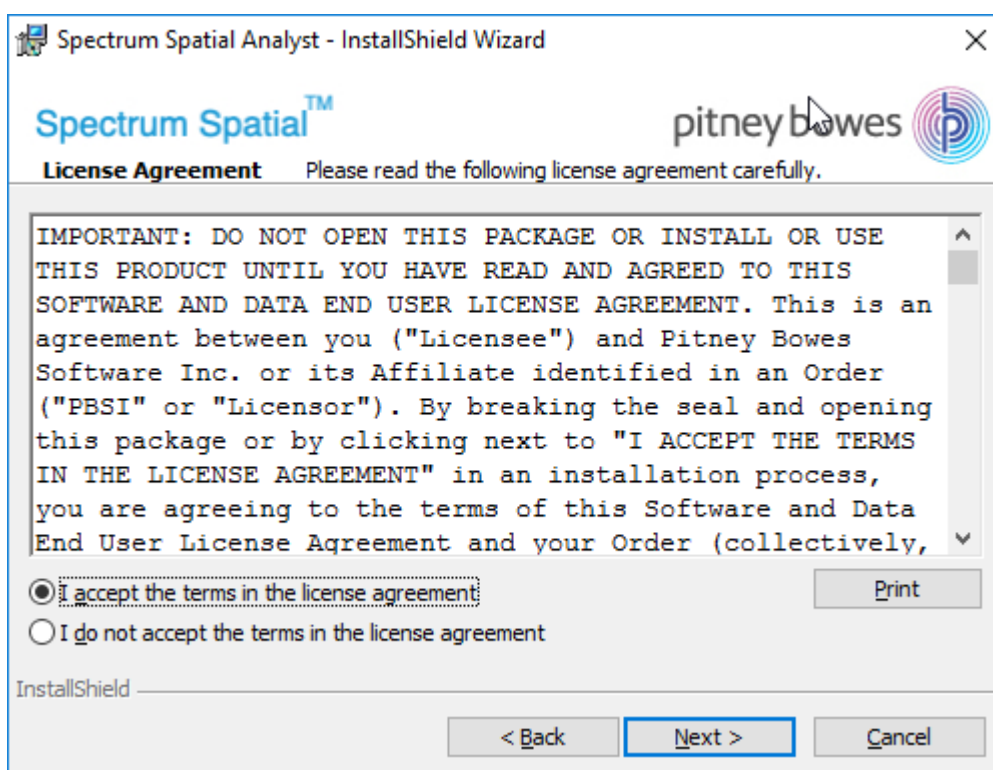 Spectrum Spatial Analyst - InstallShield Wizard
Spectrum Spatial™
pitney bowes
License Agreement Please read the following license agreement carefully.
IMPORTANT: DO NOT OPEN THIS PACKAGE OR INSTALL OR USE
THIS PRODUCT UNTIL YOU HAVE READ AND AGREED TO THIS
SOFTWARE AND DATA END USER LICENSE AGREEMENT. This is an
agreement between you ("Licensee") and Pitney Bowes
Software Inc. or its Affiliate identified in an Order
("PBSI" or "Licensor"). By breaking the seal and opening
this package or by clicking next to "I ACCEPT THE TERMS
IN THE LICENSE AGREEMENT" in an installation process,
you are agreeing to the terms of this Software and Data
End User License Agreement and your Order (collectively,
I accept the terms in the license agreement
Print
I do not accept the terms in the license agreement
InstallShield
< Back Next > Cancel